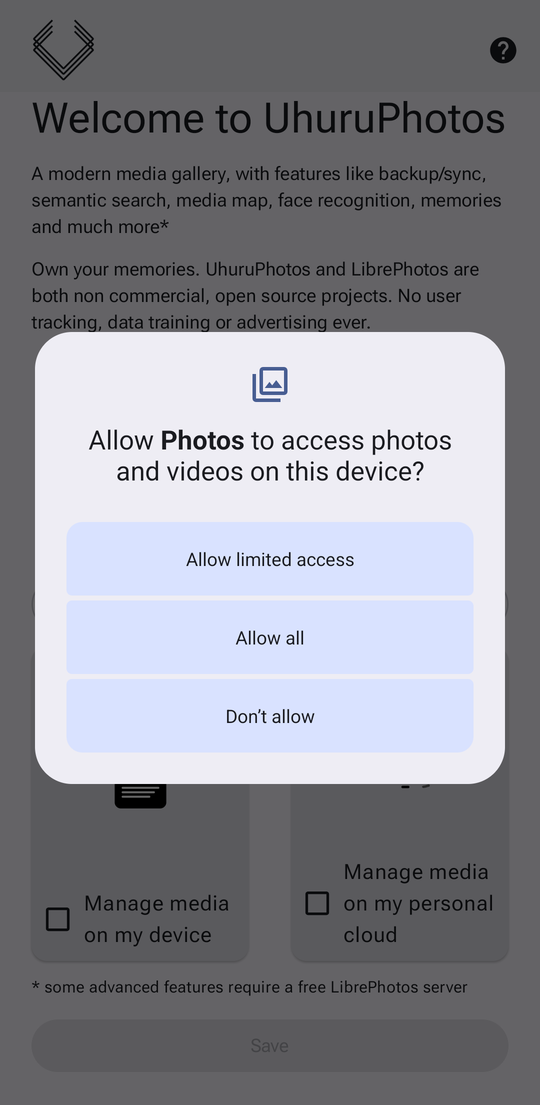 Welcome to UhuruPhotos
A modern media gallery, with features like backup/sync,
semantic search, media map, face recognition, memories
and much more*
Own your memories. UhuruPhotos and LibrePhotos are
both non commercial, open source projects. No user
tracking, data training or advertising ever.
Allow Photos to access photos
and videos on this device?
Allow limited access
Allow all
Don’t allow
Manage media
on my device
Manage media
on my personal
cloud
* some advanced features require a free LibrePhotos server
Save